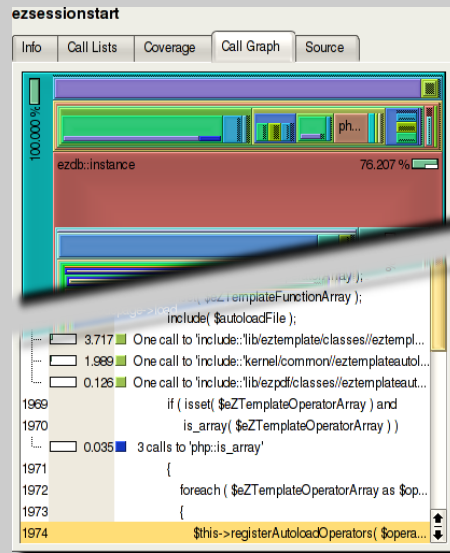 ezsessionstart
Info Call Lists Coverage Call Graph Source
100.000 %
ph...
ezdb::instance 76.207 %
( $eZTemplateFunctionArray );
include( $autoloadFile );
3.717 One call to 'include::'lib/eztemplate/classes//eztempl...
1.989 One call to 'include::'kernel/common//eztemplateautol...
0.126 One call to 'include::'lib/ezpdf/classes//eztemplateaut...
1969 if ( isset( $eZTemplateOperatorArray ) and
1970 is_array( $eZTemplateOperatorArray ) )
0.035 3 calls to 'php::is_array'
1971 {
1972 foreach ( $eZTemplateOperatorArray as $op...
1973 {
1974 $this->registerAutoloadOperators( $opera...